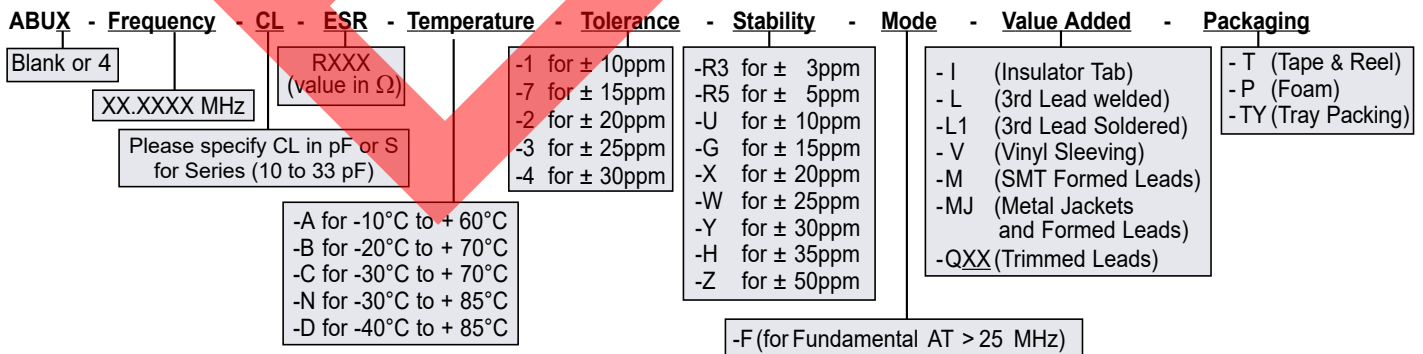 ABUX - Frequency - CL - ESR - Temperature - Tolerance - Stability - Mode - Value Added - Packaging
Blank or 4
XX.XXXX MHz
Please specify CL in pF or S
for Series (10 to 33 pF)
RXXX
(value in Ω)
-A for -10°C to + 60°C
-B for -20°C to + 70°C
-C for -30°C to + 70°C
-N for -30°C to + 85°C
-D for -40°C to + 85°C
-1 for ± 10ppm
-7 for ± 15ppm
-2 for ± 20ppm
-3 for ± 25ppm
-4 for ± 30ppm
-R3 for ± 3ppm
-R5 for ± 5ppm
-U for ± 10ppm
-G for ± 15ppm
-X for ± 20ppm
-W for ± 25ppm
-Y for ± 30ppm
-H for ± 35ppm
-Z for ± 50ppm
-F (for Fundamental AT > 25 MHz)
- I (Insulator Tab)
- L (3rd Lead welded)
-L1 (3rd Lead Soldered)
- V (Vinyl Sleeving)
-M (SMT Formed Leads)
-MJ (Metal Jackets
and Formed Leads)
-QXX (Trimmed Leads)
- T (Tape & Reel)
- P (Foam)
- TY (Tray Packing)